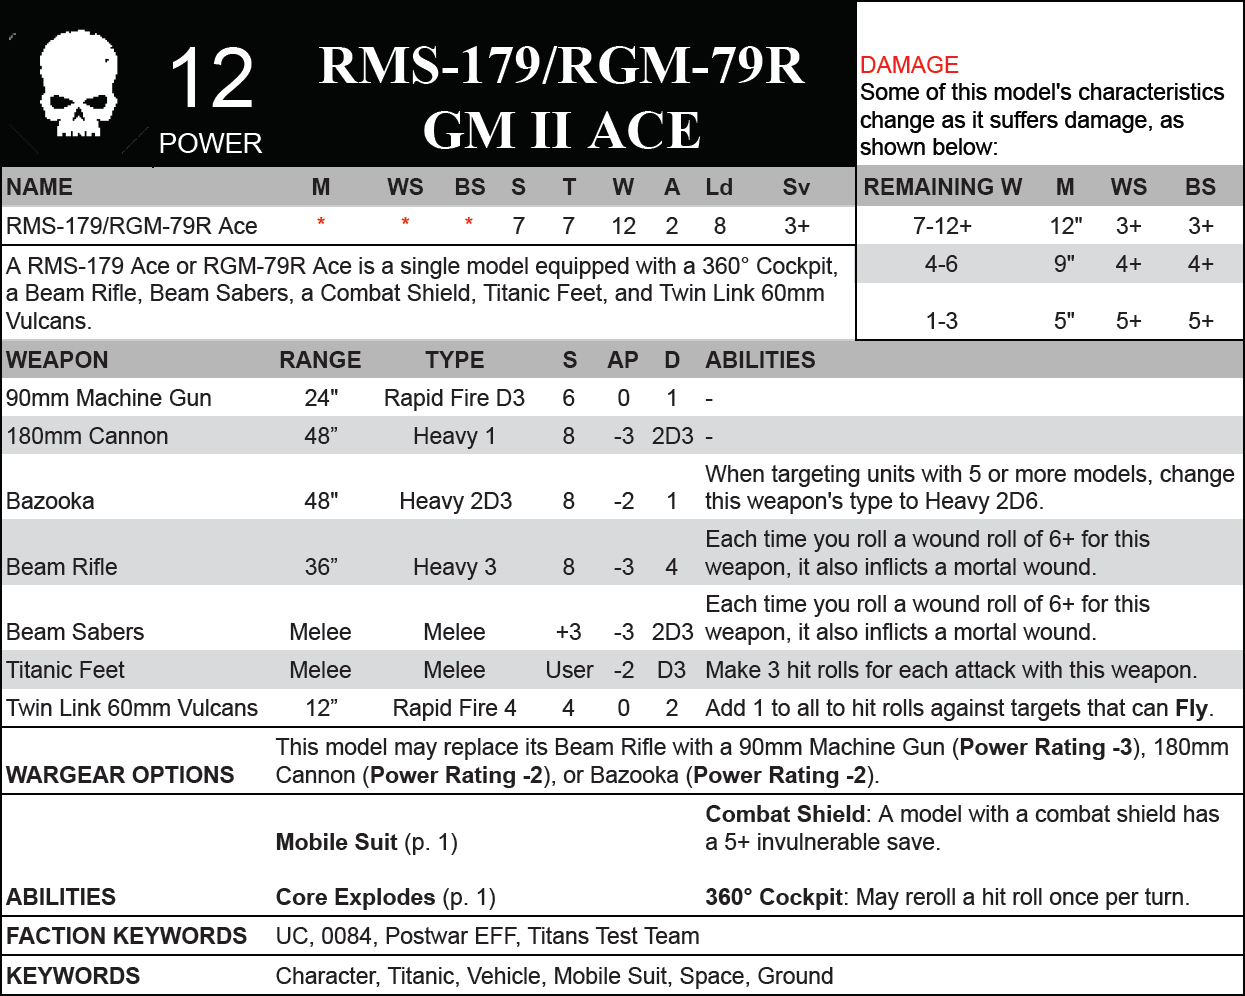 12
POWER
RMS-179/RGM-79R
GM II ACE
DAMAGE
Some of this model's characteristics
change as it suffers damage, as
shown below:
NAME M WS BS S T W A Ld Sv
RMS-179/RGM-79R Ace * * * 7 7 12 2 8 3+
REMAINING W M WS BS
7-12+ 12" 3+ 3+
4-6 9" 4+ 4+
1-3 5" 5+ 5+
A RMS-179 Ace or RGM-79R Ace is a single model equipped with a 360° Cockpit,
a Beam Rifle, Beam Sabers, a Combat Shield, Titanic Feet, and Twin Link 60mm
Vulcans.
WEAPON RANGE TYPE S AP D ABILITIES
90mm Machine Gun 24" Rapid Fire D3 6 0 1 -
180mm Cannon 48” Heavy 1 8 -3 2D3 -
When targeting units with 5 or more models, change
Bazooka 48" Heavy 2D3 8 -2 1 this weapon's type to Heavy 2D6.
Each time you roll a wound roll of 6+ for this
Beam Rifle 36” Heavy 3 8 -3 4 weapon, it also inflicts a mortal wound.
Each time you roll a wound roll of 6+ for this
Beam Sabers Melee Melee +3 -3 2D3 weapon, it also inflicts a mortal wound.
Titanic Feet Melee Melee User -2 D3 Make 3 hit rolls for each attack with this weapon.
Twin Link 60mm Vulcans 12” Rapid Fire 4 4 0 2 Add 1 to all to hit rolls against targets that can Fly.
This model may replace its Beam Rifle with a 90mm Machine Gun (Power Rating -3), 180mm
WARGEAR OPTIONS Cannon (Power Rating -2), or Bazooka (Power Rating -2).
Combat Shield: A model with a combat shield has
Mobile Suit (p. 1) a 5+ invulnerable save.
ABILITIES Core Explodes (p. 1) 360° Cockpit: May reroll a hit roll once per turn.
FACTION KEYWORDS UC, 0084, Postwar EFF, Titans Test Team
KEYWORDS Character, Titanic, Vehicle, Mobile Suit, Space, Ground